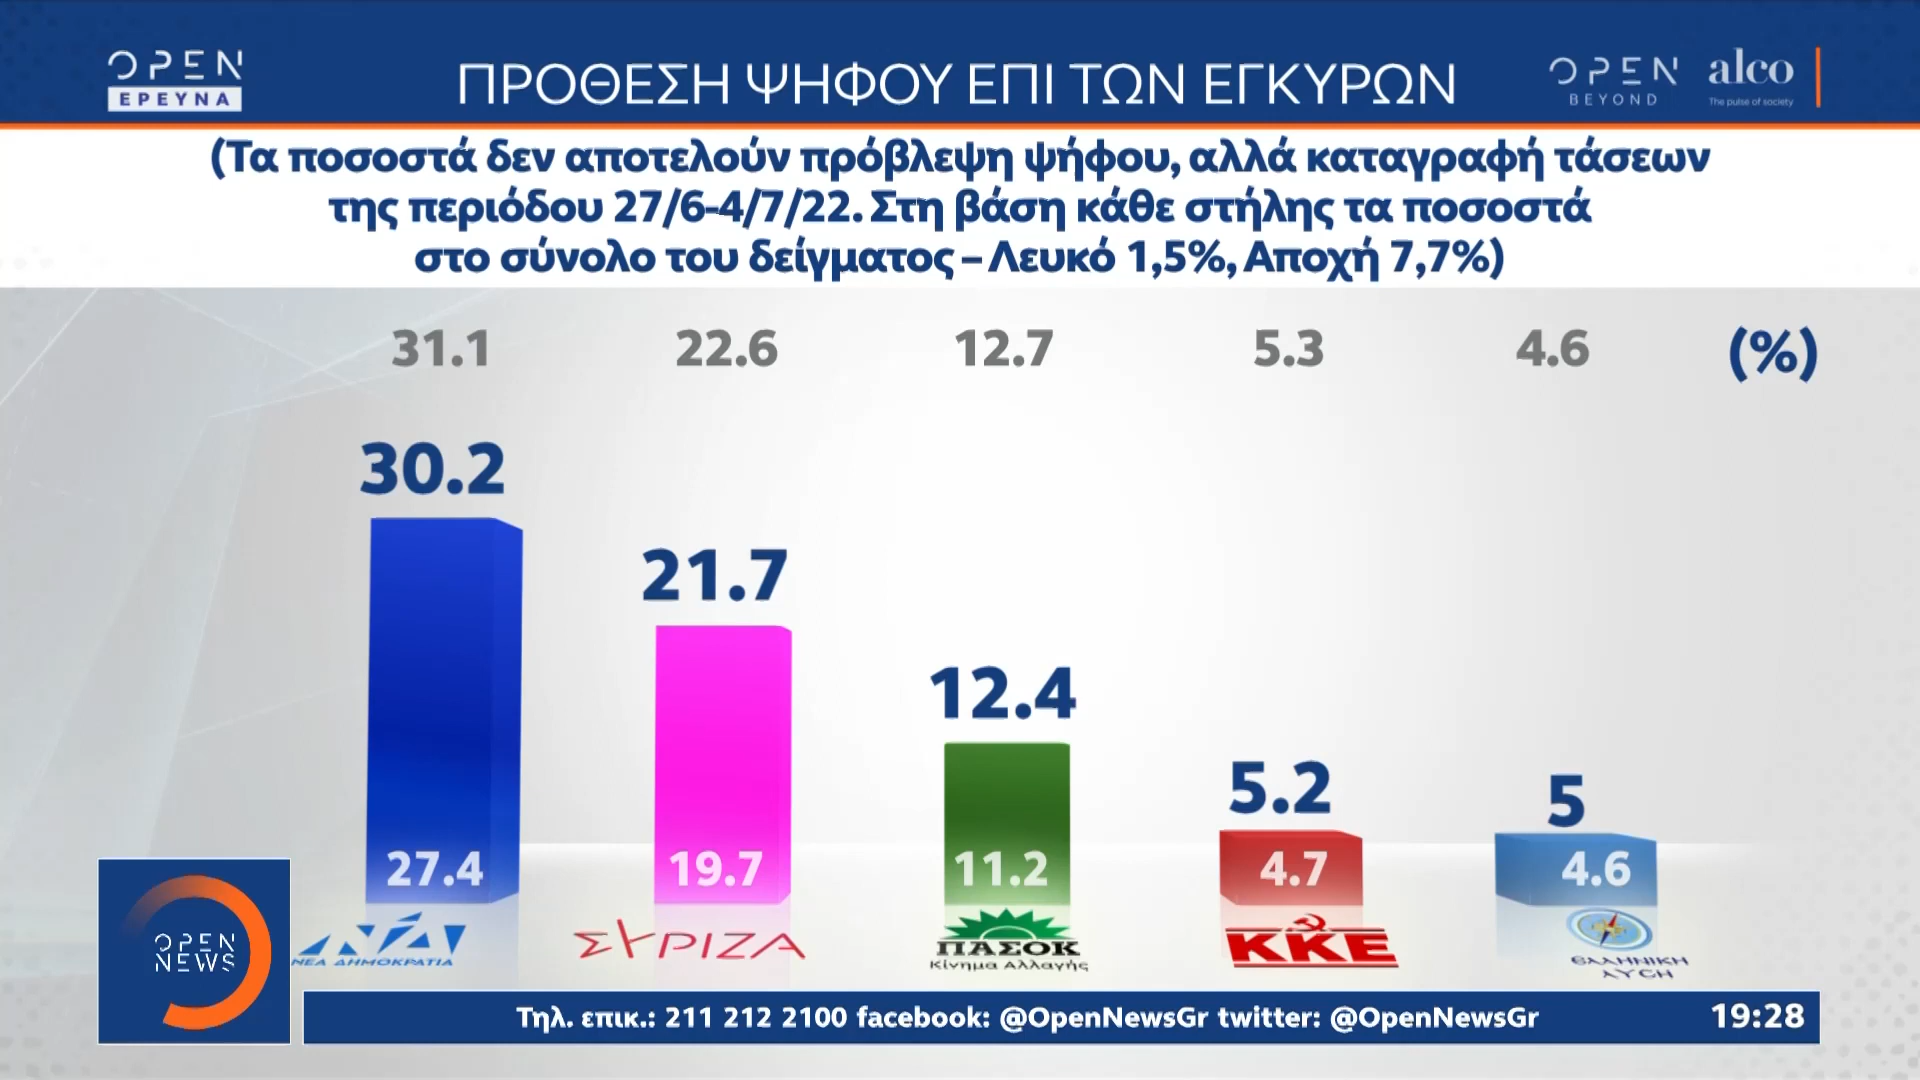 OPEN
ΕΡΕΥΝΑ
ΠΡΟΘΕΣΗ ΨΗΦΟΥ ΕΠΙ ΤΩΝ ΕΓΚΥΡΩΝ
OPEN
BEYOND
alco
The pulse of society
(Τα ποσοστά δεν αποτελούν πρόβλεψη ψήφου, αλλά καταγραφή τάσεων
της περιόδου 27/6-4/7/22. Στη βάση κάθε στήλης τα ποσοστά
στο σύνολο του δείγματος – Λευκό 1,5%, Αποχή 7,7%)
31.1 22.6 12.7 5.3 4.6 (%)
30.2
21.7
12.4
5.2
5
27.4 19.7 11.2 4.7 4.6
ΝΕΑ ΔΗΜΟΚΡΑΤΙΑ
ΣΥΡΙΖΑ
ΠΑΣΟΚ
Κίνημα Αλλαγής
ΚΚΕ
ΕΛΛΗΝΙΚΗ
ΛΥΣΗ
OPEN
NEWS
Τηλ. επικ.: 211 212 2100 facebook: @OpenNewsGr twitter: @OpenNewsGr
19:28